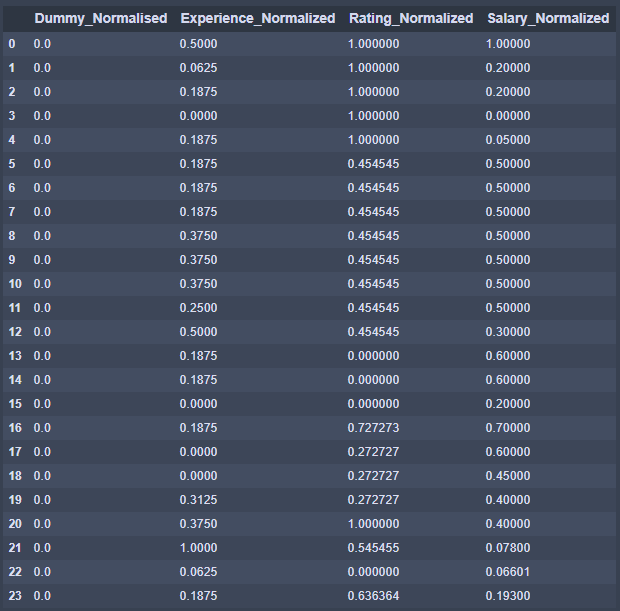 Dummy_Normalised Experience_Normalized Rating_Normalized Salary_Normalized
0 0.0 0.5000 1.000000 1.00000
1 0.0 0.0625 1.000000 0.20000
2 0.0 0.1875 1.000000 0.20000
3 0.0 0.0000 1.000000 0.00000
4 0.0 0.1875 1.000000 0.05000
5 0.0 0.1875 0.454545 0.50000
6 0.0 0.1875 0.454545 0.50000
7 0.0 0.1875 0.454545 0.50000
8 0.0 0.3750 0.454545 0.50000
9 0.0 0.3750 0.454545 0.50000
10 0.0 0.3750 0.454545 0.50000
11 0.0 0.2500 0.454545 0.50000
12 0.0 0.5000 0.454545 0.30000
13 0.0 0.1875 0.000000 0.60000
14 0.0 0.1875 0.000000 0.60000
15 0.0 0.0000 0.000000 0.20000
16 0.0 0.1875 0.727273 0.70000
17 0.0 0.0000 0.272727 0.60000
18 0.0 0.0000 0.272727 0.45000
19 0.0 0.3125 0.272727 0.40000
20 0.0 0.3750 1.000000 0.40000
21 0.0 1.0000 0.545455 0.07800
22 0.0 0.0625 0.000000 0.06601
23 0.0 0.1875 0.636364 0.19300